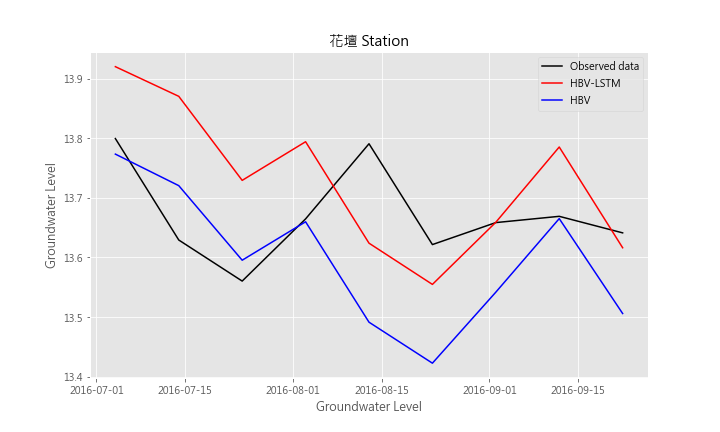 花壇 Station
Observed data
HBV-LSTM
HBV
Groundwater Level
13.9
13.8
13.7
13.6
13.5
13.4
2016-07-01 2016-07-15 2016-08-01 2016-08-15 2016-09-01 2016-09-15
Groundwater Level